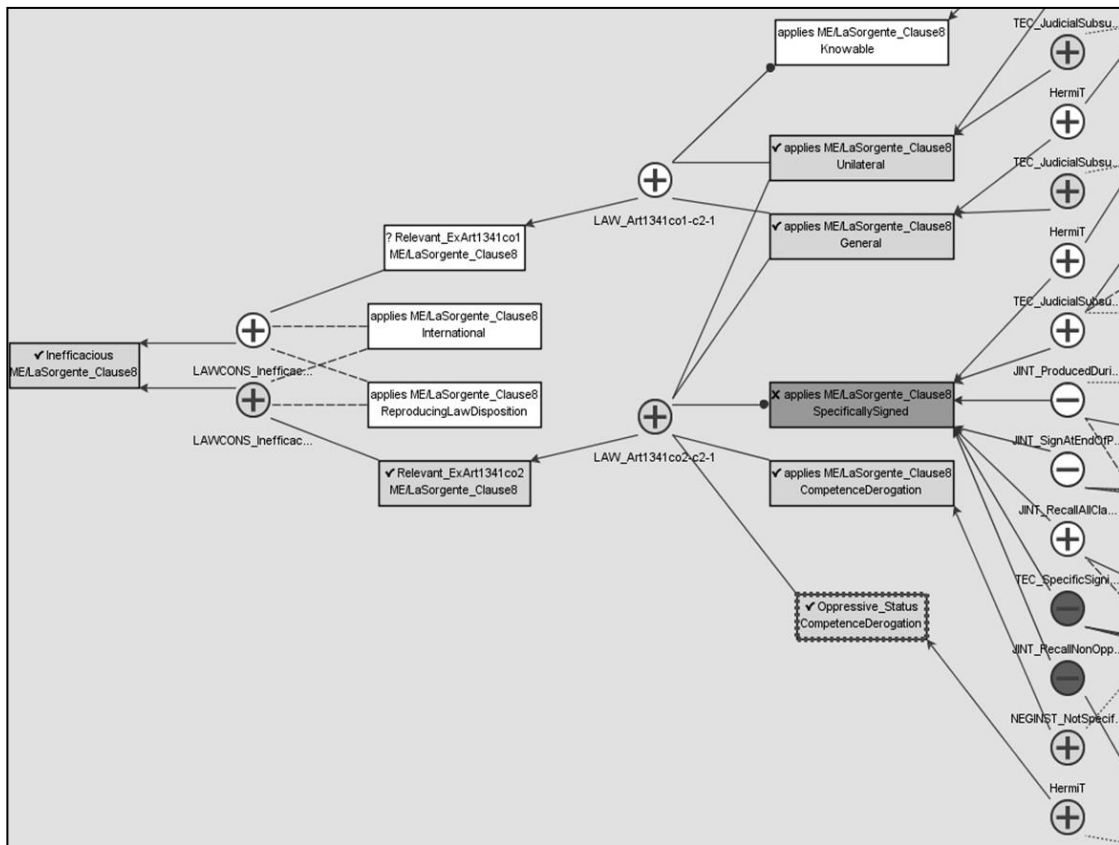 applies ME/LaSorgente_Clause8
Knowable
✔ applies ME/LaSorgente_Clause8
Unilateral
LAW_Art1341co1-c2-1
✔ applies ME/LaSorgente_Clause8
General
? Relevant_ExArt1341co1
ME/LaSorgente_Clause8
applies ME/LaSorgente_Clause8
International
✔ Inefficacious
ME/LaSorgente_Clause8
LAWCONS_Inefficac...
applies ME/LaSorgente_Clause8
ReproducingLawDisposition
LAWCONS_Inefficac...
✔ Relevant_ExArt1341co2
ME/LaSorgente_Clause8
LAW_Art1341co2-c2-1
✘ applies ME/LaSorgente_Clause8
SpecificallySigned
✔ applies ME/LaSorgente_Clause8
CompetenceDerogation
✔ Oppressive_Status
CompetenceDerogation
TEC_JudicialSubsu...
HermiT
TEC_JudicialSubsu...
HermiT
TEC_JudicialSubsu...
JINT_ProducedDuri...
JINT_SignAtEndOfP...
JINT_RecallAllCla...
TEC_SpecificSigni...
JINT_RecallNonOpp...
NEGINST_NotSpecif...
HermiT